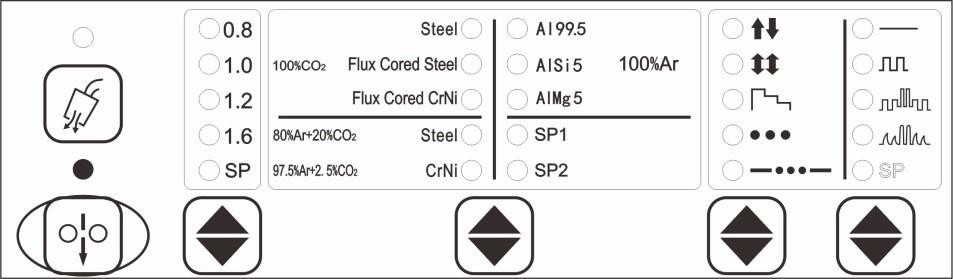 0.8
1.0
1.2
1.6
SP
Steel
100%CO₂ Flux Cored Steel
Flux Cored CrNi
80%Ar+20%CO₂ Steel
97.5%Ar+2.5%CO₂ CrNi
Al99.5
AlSi5 100%Ar
AlMg5
SP1
SP2
SP